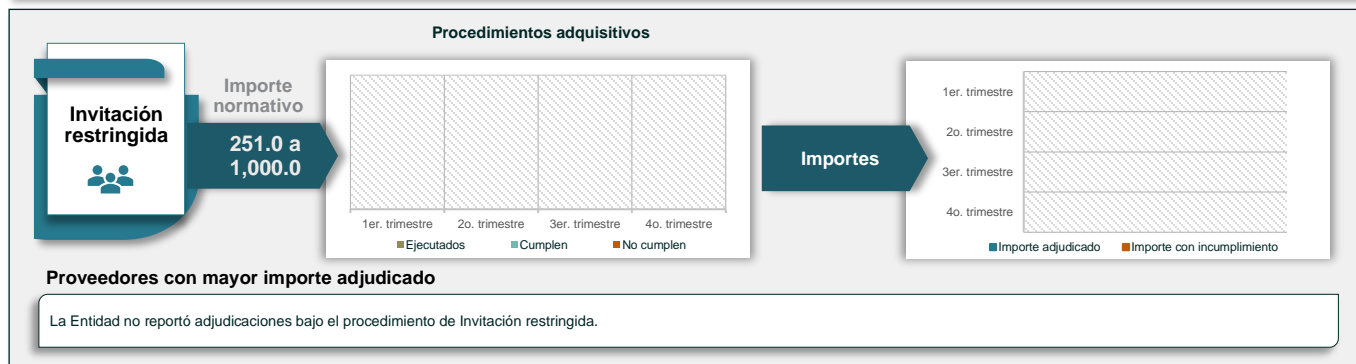 Procedimientos adquisitivos
Invitación
restringida
Importe
normativo
251.0 a
1,000.0
1er. trimestre
2o. trimestre
3er. trimestre
4o. trimestre
Ejecutados
Cumplen
No cumplen
Importes
1er. trimestre
2o. trimestre
3er. trimestre
4o. trimestre
Importe adjudicado
Importe con incumplimiento
Proveedores con mayor importe adjudicado
La Entidad no reportó adjudicaciones bajo el procedimiento de Invitación restringida.